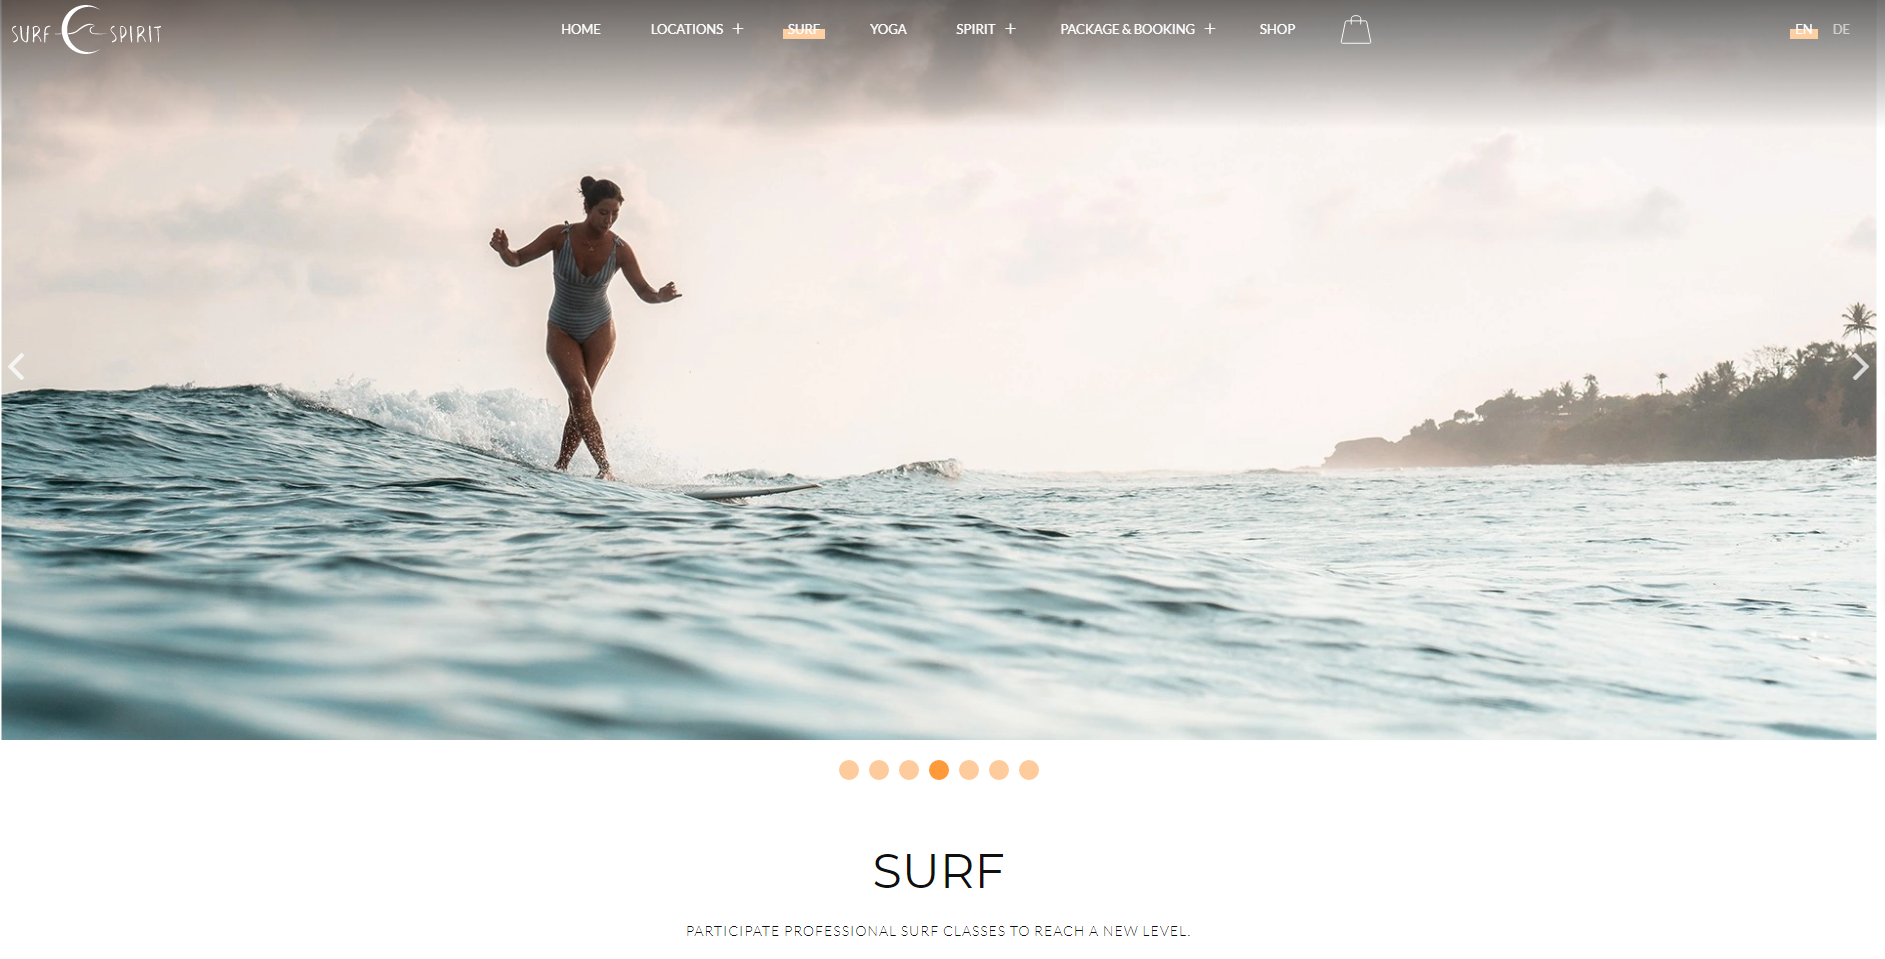 SURF SPIRIT
HOME LOCATIONS + SURF YOGA SPIRIT + PACKAGE & BOOKING + SHOP
EN DE
SURF
PARTICIPATE PROFESSIONAL SURF CLASSES TO REACH A NEW LEVEL.